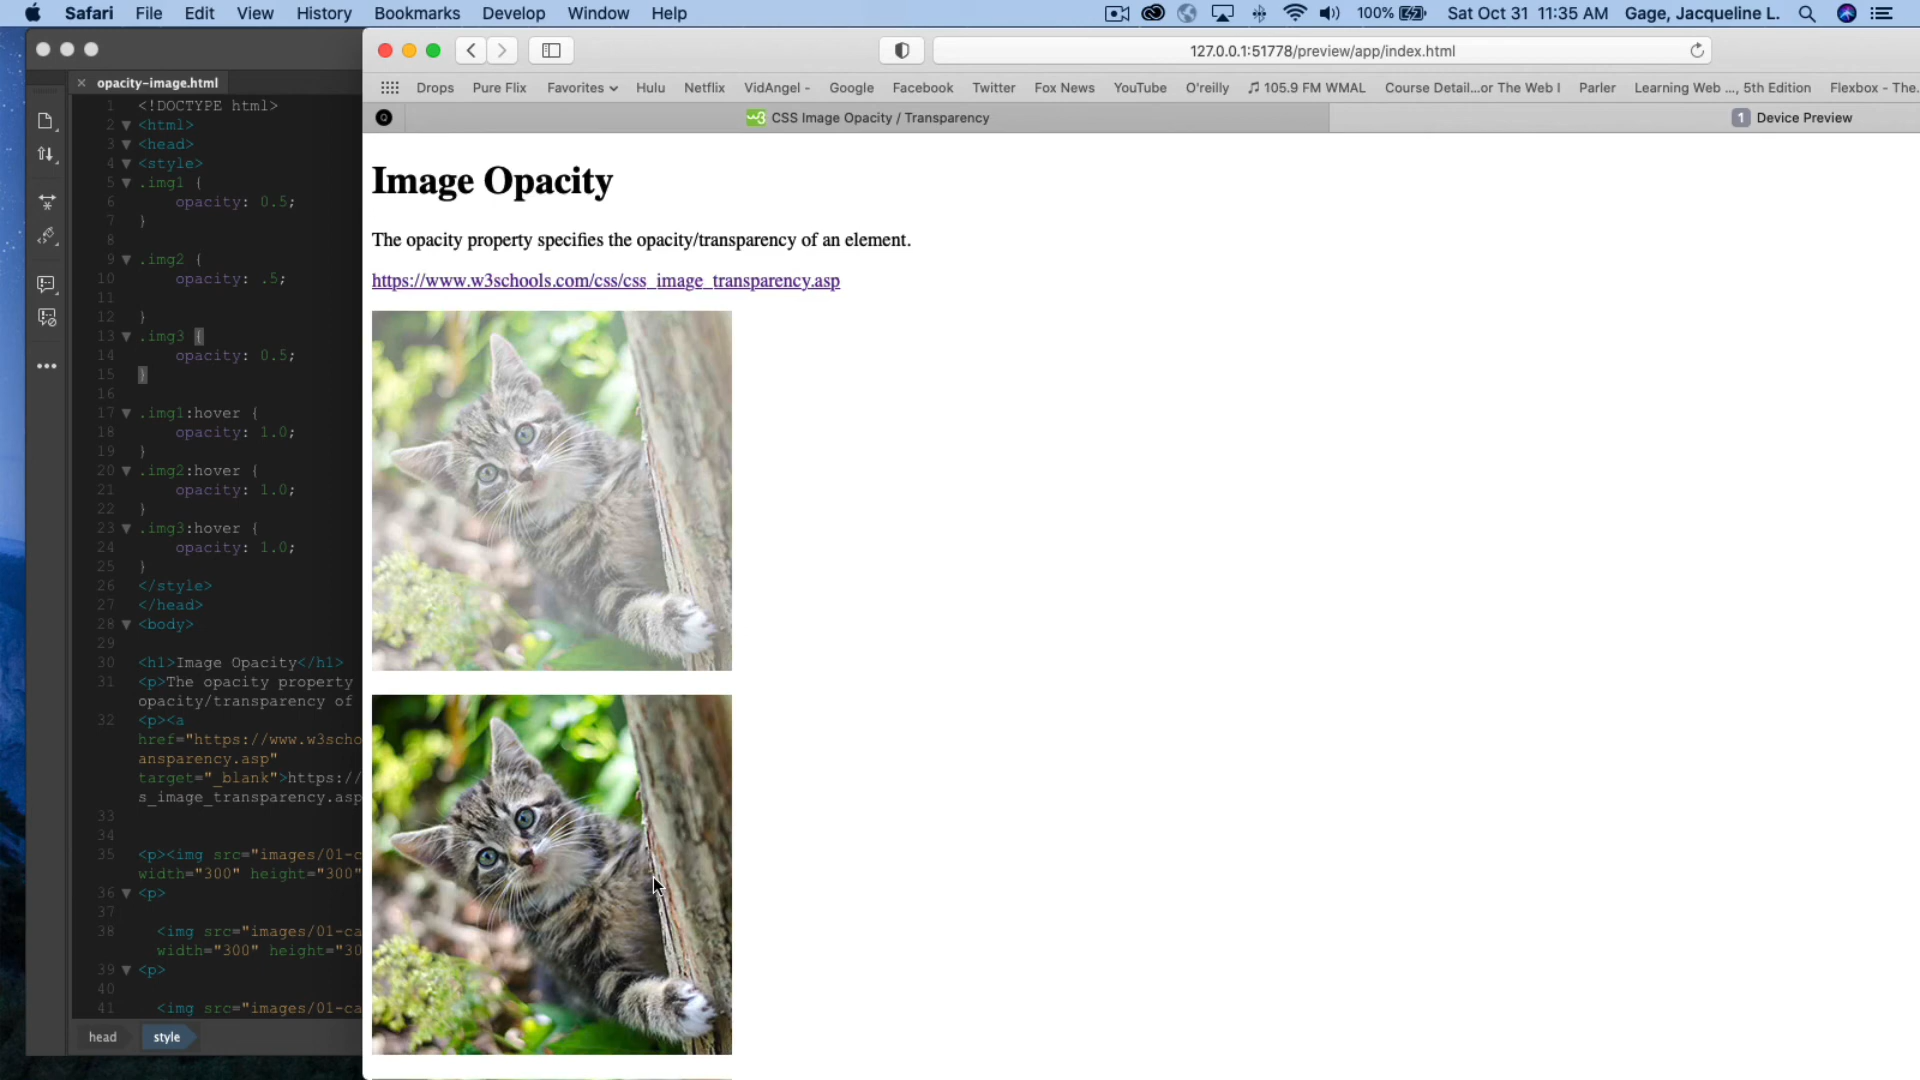 Safari File Edit View History Bookmarks Develop Window Help 100% Sat Oct 31 11:35 AM Gage, Jacqueline L.
127.0.0.1:51778/preview/app/index.html
Drops Pure Flix Favorites Hulu Netflix VidAngel - Google Facebook Twitter Fox News YouTube O'reilly 105.9 FM WMAL Course Detail...or The Web I Parler Learning Web ..., 5th Edition Flexbox - The.
CSS Image Opacity / Transparency 1 Device Preview
Image Opacity
The opacity property specifies the opacity/transparency of an element.
https://www.w3schools.com/css/css_image_transparency.asp
opacity-image.html
1 <!DOCTYPE html>
2 <html>
3 <head>
4 <style>
5 .img1 {
6 opacity: 0.5;
7 }
8
9 .img2 {
10 opacity: .5;
11
12 }
13 .img3 {
14 opacity: 0.5;
15 }
16
17 .img1:hover {
18 opacity: 1.0;
19 }
20 .img2:hover {
21 opacity: 1.0;
22 }
23 .img3:hover {
24 opacity: 1.0;
25 }
26 </style>
27 </head>
28 <body>
29
30 <h1>Image Opacity</h1>
31 <p>The opacity property
opacity/transparency of
32 <p><a
href="https://www.w3scho
ansparency.asp"
target="_blank">https://
s_image_transparency.asp
33
34
35 <p><img src="images/01-c
width="300" height="300"
36 <p>
37
38 <img src="images/01-ca
width="300" height="30
39 <p>
40
41 <img src="images/01-ca
head style